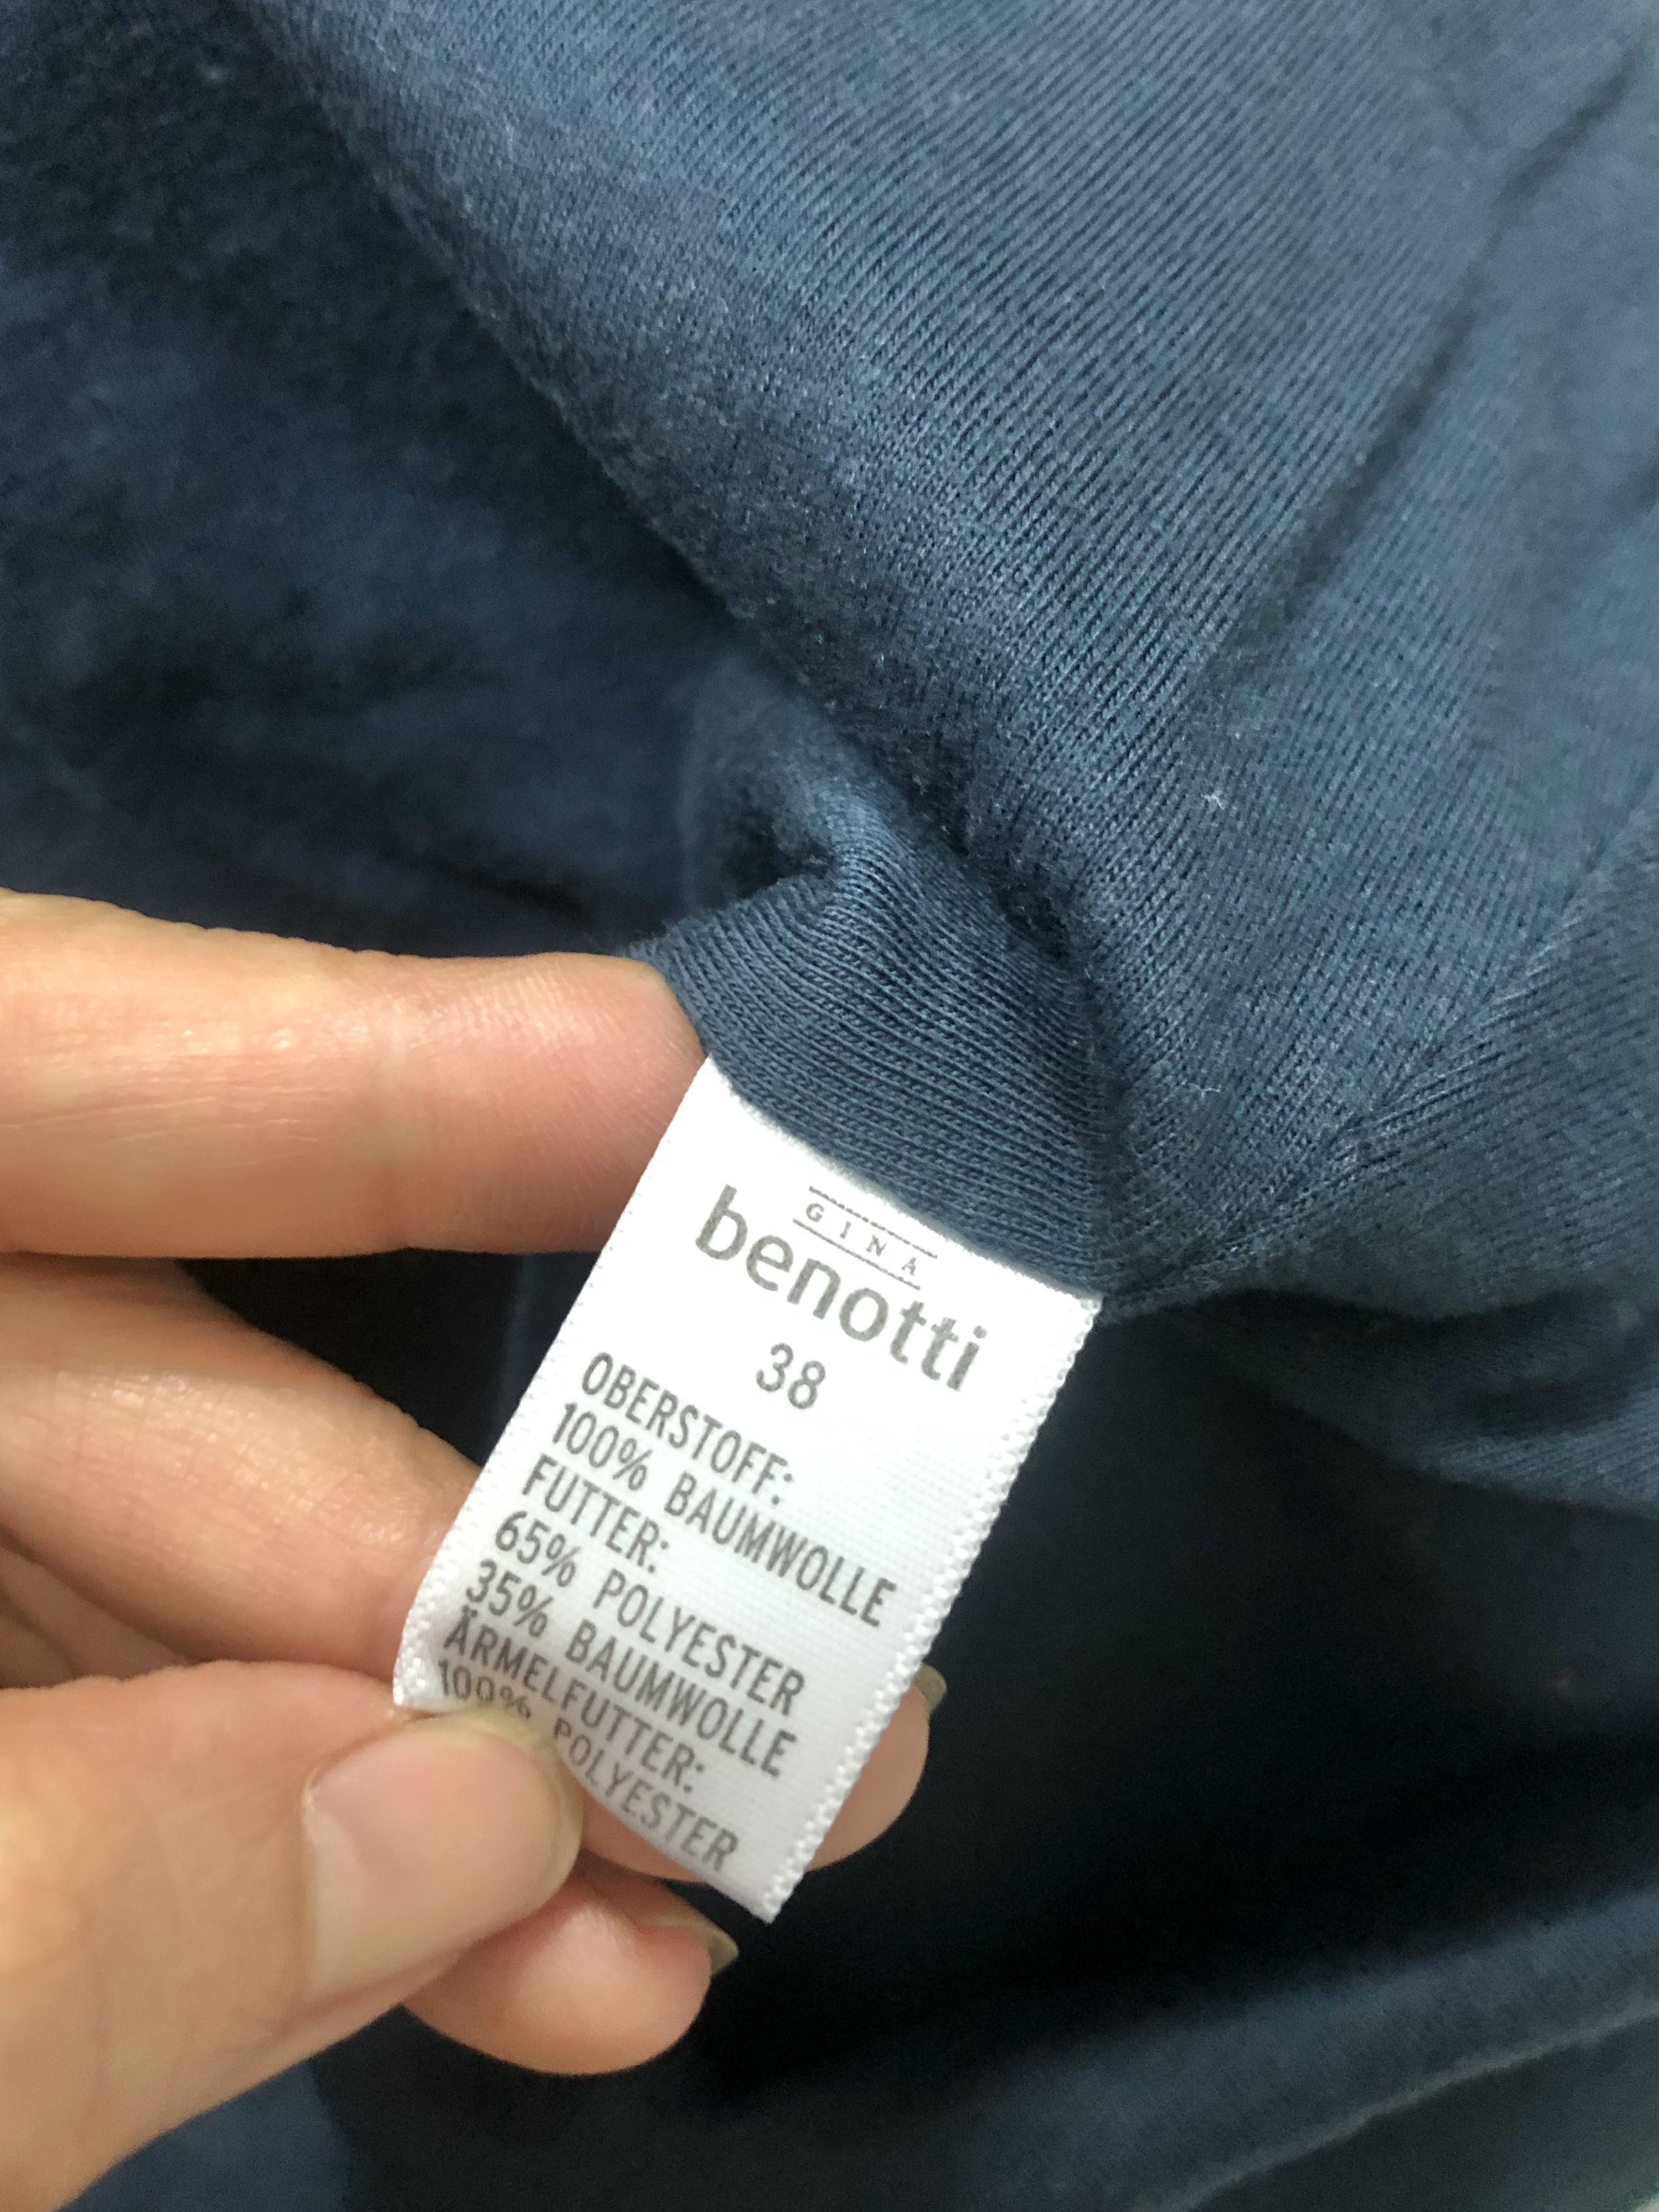 GINA
benotti
38
OBERSTOFF:
100% BAUMWOLLE
FUTTER:
65% POLYESTER
35% BAUMWOLLE
ÄRMELFUTTER:
100% POLYESTER